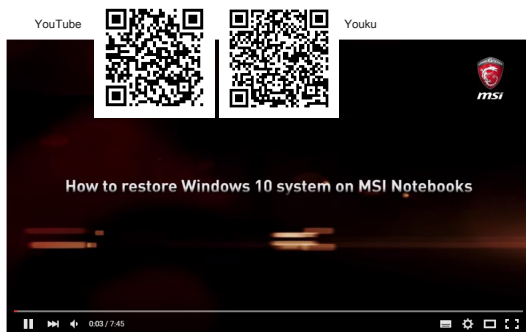 YouTube
Youku
msi
How to restore Windows 10 system on MSI Notebooks
0:03 / 7:45